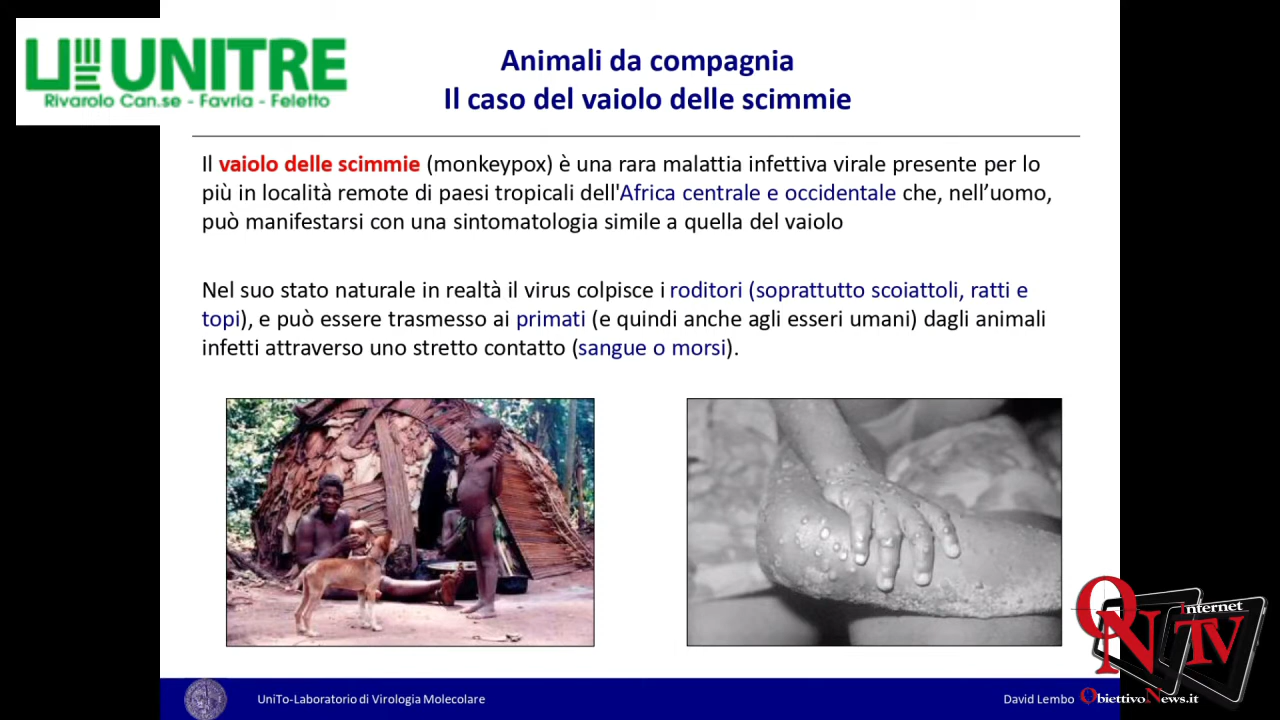 UNITRE
Rivarolo Can.se - Favria - Feletto
Animali da compagnia
Il caso del vaiolo delle scimmie
Il vaiolo delle scimmie (monkeypox) è una rara malattia infettiva virale presente per lo
più in località remote di paesi tropicali dell'Africa centrale e occidentale che, nell’uomo,
può manifestarsi con una sintomatologia simile a quella del vaiolo
Nel suo stato naturale in realtà il virus colpisce i roditori (soprattutto scoiattoli, ratti e
topi), e può essere trasmesso ai primati (e quindi anche agli esseri umani) dagli animali
infetti attraverso uno stretto contatto (sangue o morsi).
ON internet TV
UniTo-Laboratorio di Virologia Molecolare
David Lembo
ObiettivoNews.it